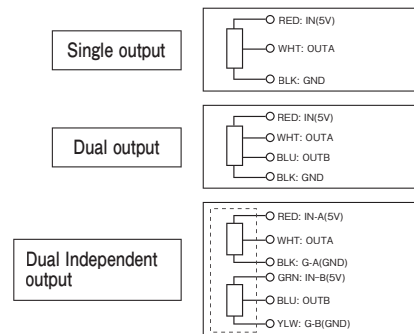 Single output
RED: IN(5V)
WHT: OUTA
BLK: GND
Dual output
RED: IN(5V)
WHT: OUTA
BLU: OUTB
BLK: GND
Dual Independent
output
RED: IN-A(5V)
WHT: OUTA
BLK: G-A(GND)
GRN: IN-B(5V)
BLU: OUTB
YLW: G-B(GND)